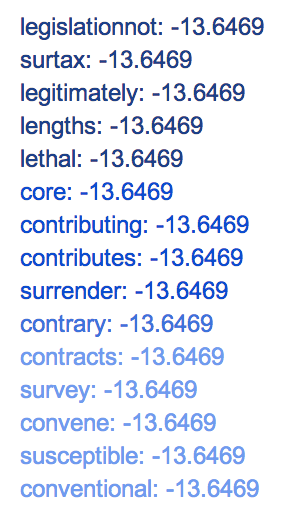 legislationnot: -13.6469
surtax: -13.6469
legitimately: -13.6469
lengths: -13.6469
lethal: -13.6469
core: -13.6469
contributing: -13.6469
contributes: -13.6469
surrender: -13.6469
contrary: -13.6469
contracts: -13.6469
survey: -13.6469
convene: -13.6469
susceptible: -13.6469
conventional: -13.6469